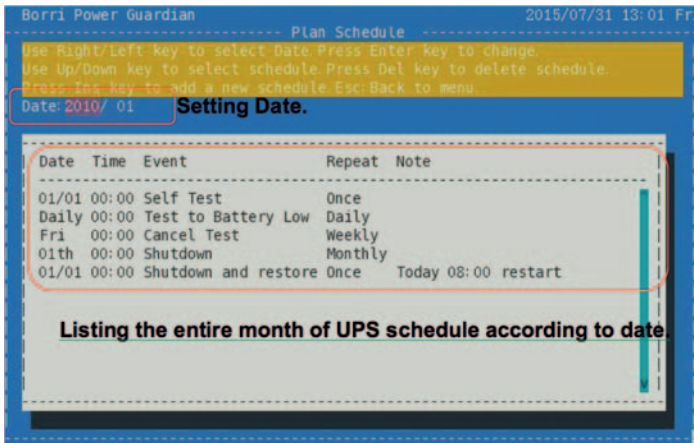 Borri Power Guardian 2015/07/31 13:01 Fr
Plan Schedule
Use Right/Left key to select Date. Press Enter key to change.
Use Up/Down key to select schedule. Press Del key to delete schedule.
Press Ins key to add a new schedule. Esc: Back to menu.
Date: 2010/ 01 Setting Date.
Date Time Event Repeat Note
01/01 00:00 Self Test Once
Daily 00:00 Test to Battery Low Daily
Fri 00:00 Cancel Test Weekly
01th 00:00 Shutdown Monthly
01/01 00:00 Shutdown and restore Once Today 08:00 restart
Listing the entire month of UPS schedule according to date.